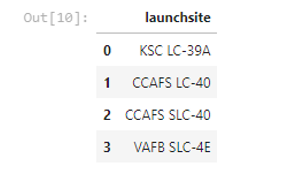 Out[10]:
launchsite
0 KSC LC-39A
1 CCAFS LC-40
2 CCAFS SLC-40
3 VAFB SLC-4E